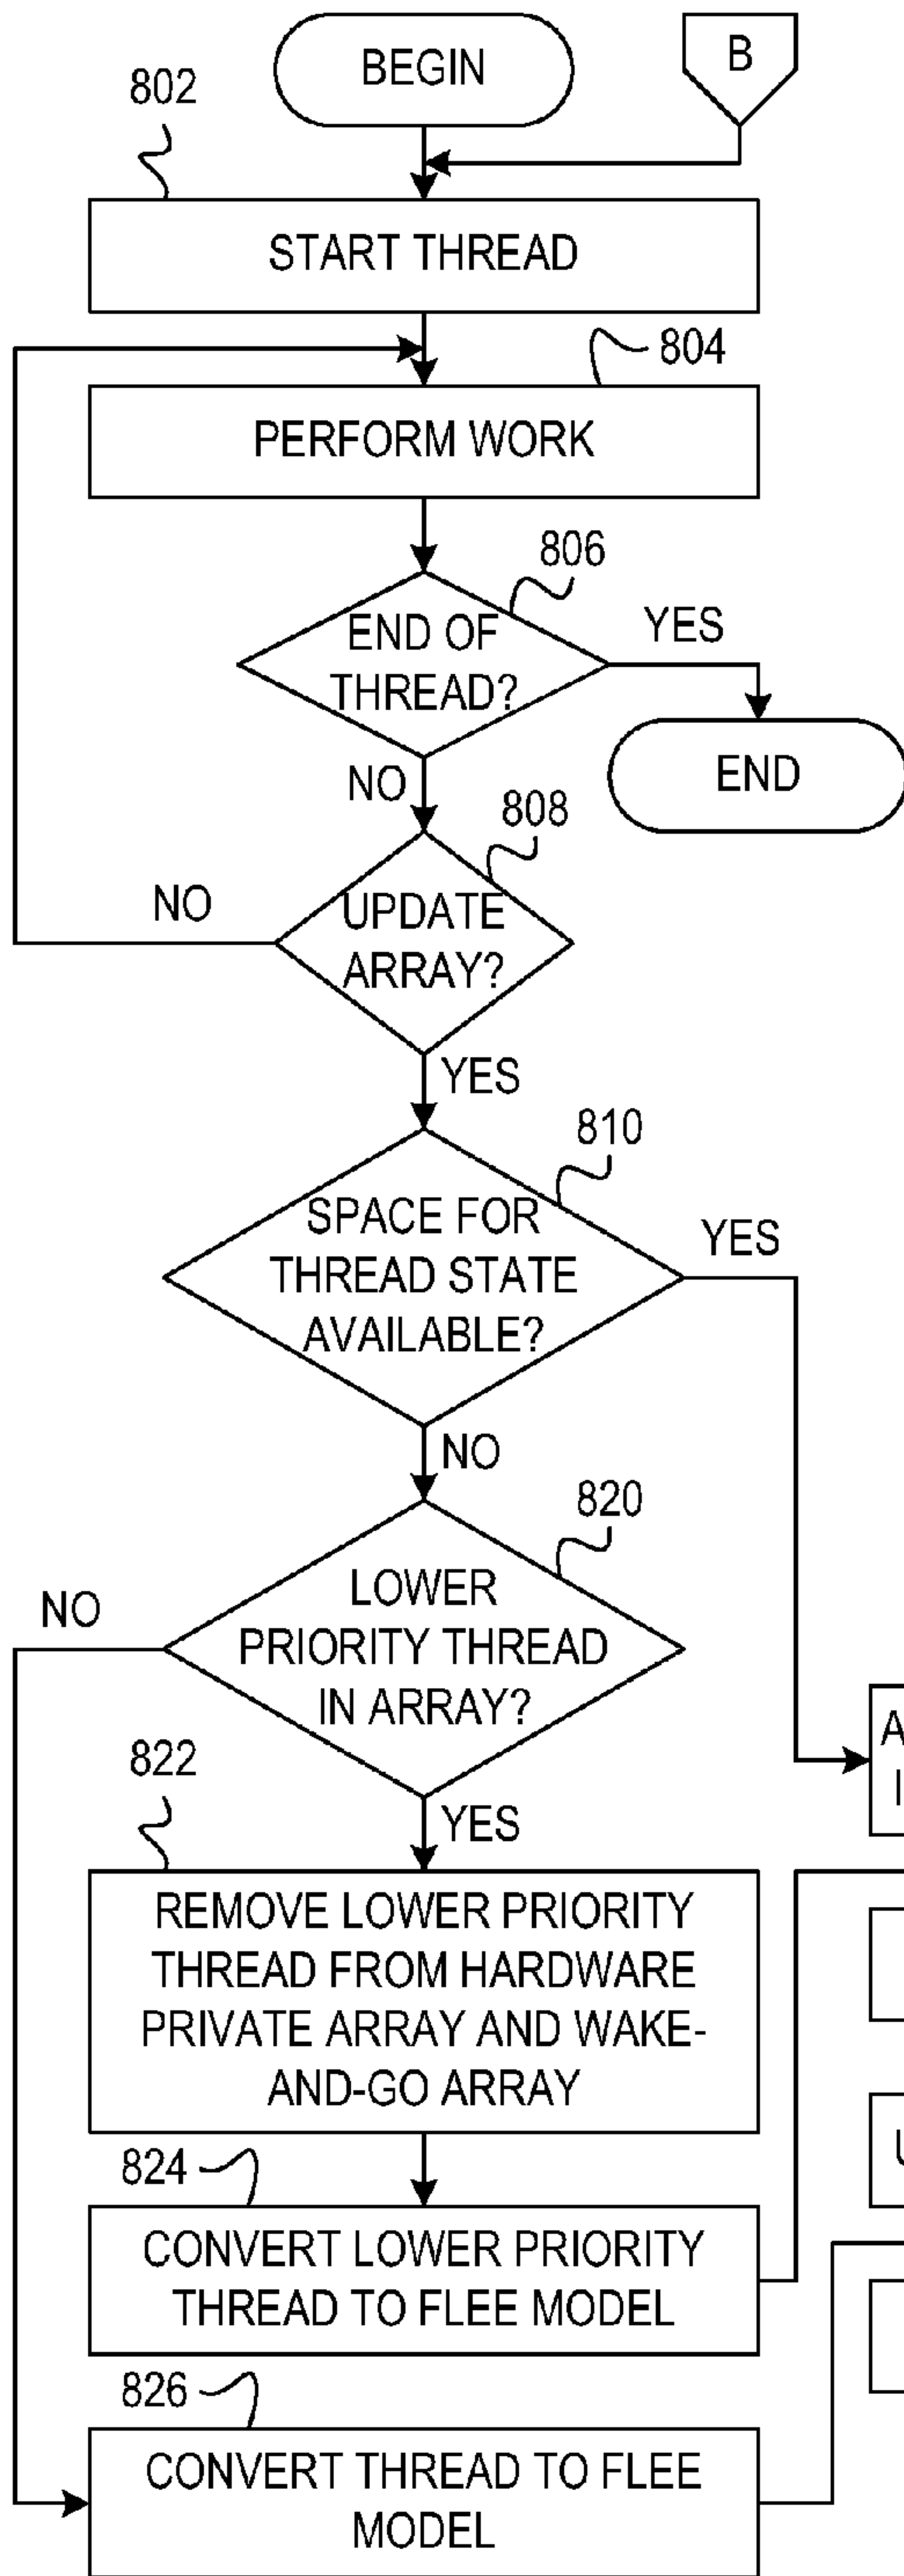 BEGIN
B
802
START THREAD
804
PERFORM WORK
806
END OF
THREAD?
YES
END
NO
808
UPDATE
ARRAY?
NO
YES
810
SPACE FOR
THREAD STATE
AVAILABLE?
YES
NO
820
LOWER
PRIORITY THREAD
IN ARRAY?
NO
YES
822
REMOVE LOWER PRIORITY
THREAD FROM HARDWARE
PRIVATE ARRAY AND WAKE-
AND-GO ARRAY
824
CONVERT LOWER PRIORITY
THREAD TO FLEE MODEL
826
CONVERT THREAD TO FLEE
MODEL